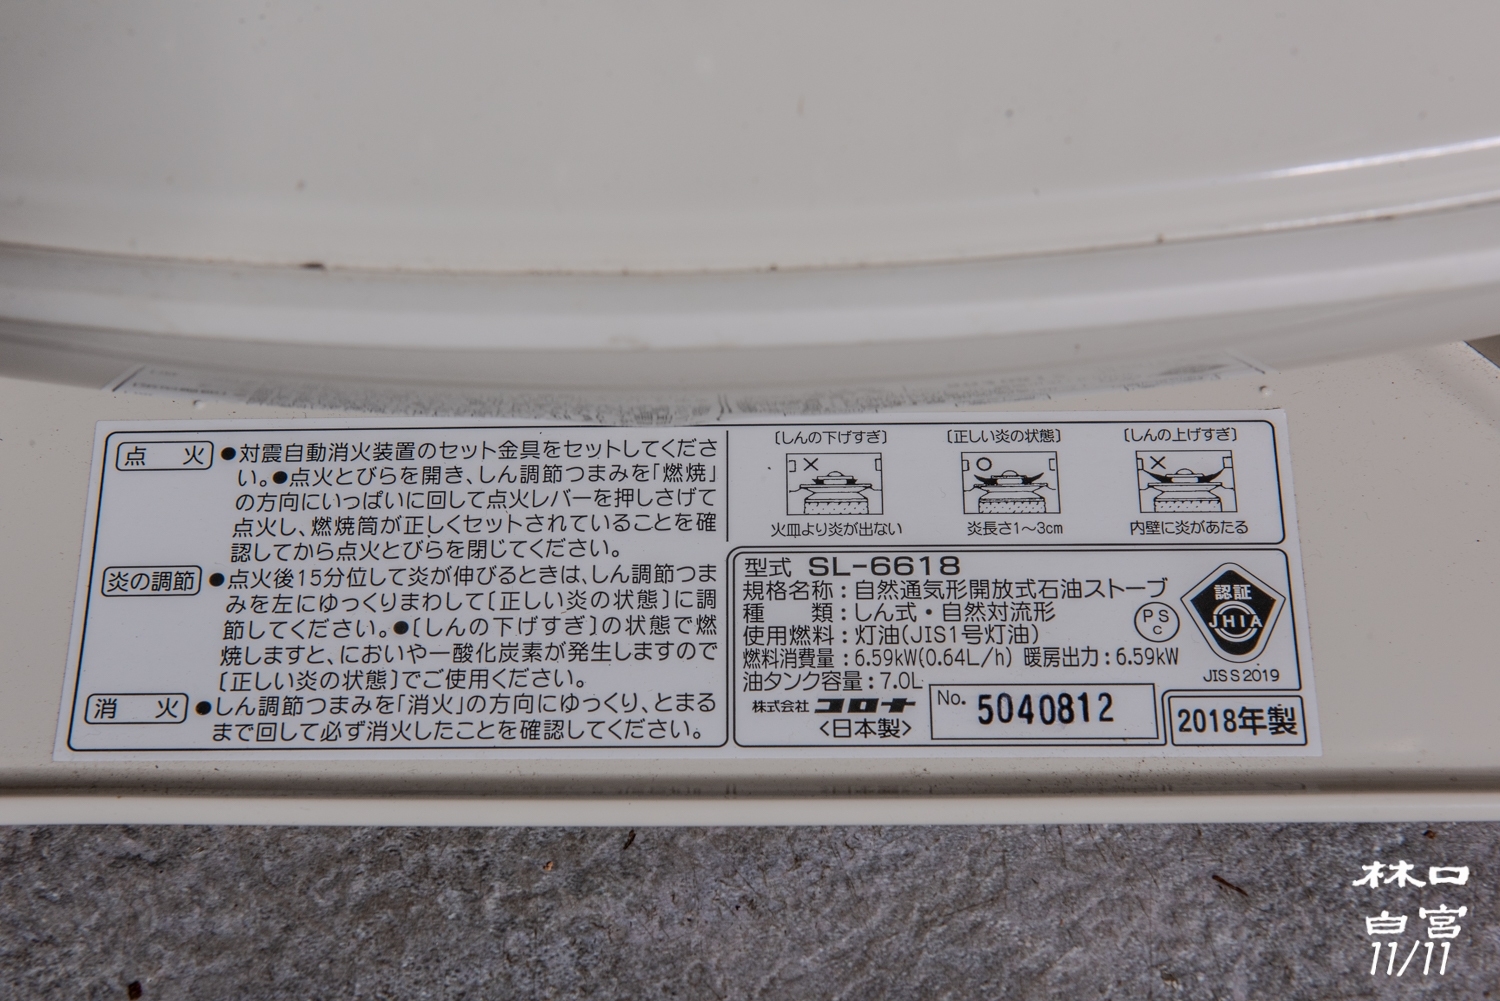 点 火
●対震自動消火装置のセット金具をセットしてくださ
い。●点火とびらを開き、しん調節つまみを「燃焼」
の方向にいっぱいに回して点火レバーを押しさげて
点火し、燃焼筒が正しくセットされていることを確
認してから点火とびらを閉じてください。
炎の調節
●点火後15分位して炎が伸びるときは、しん調節つま
みを左にゆっくりまわして〔正しい炎の状態〕に調
節してください。●〔しんの下げすぎ〕の状態で燃
焼しますと、においや一酸化炭素が発生しますので
〔正しい炎の状態〕でご使用ください。
消 火
●しん調節つまみを「消火」の方向にゆっくり、とまる
まで回して必ず消火したことを確認してください。
〔しんの下げすぎ〕
火皿より炎が出ない
〔正しい炎の状態〕
炎長さ1〜3cm
〔しんの上げすぎ〕
内壁に炎があたる
型式 SL-6618
規格名称：自然通気形開放式石油ストーブ
種 類：しん式・自然対流形
使用燃料：灯油(JIS1号灯油)
燃料消費量：6.59kW(0.64L/h) 暖房出力：6.59kW
油タンク容量：7.0L
株式会社 コロナ
<日本製>
No. 5040812
PSC
認証
JHIA
JIS S 2019
2018年製
林口
白宮
11/11